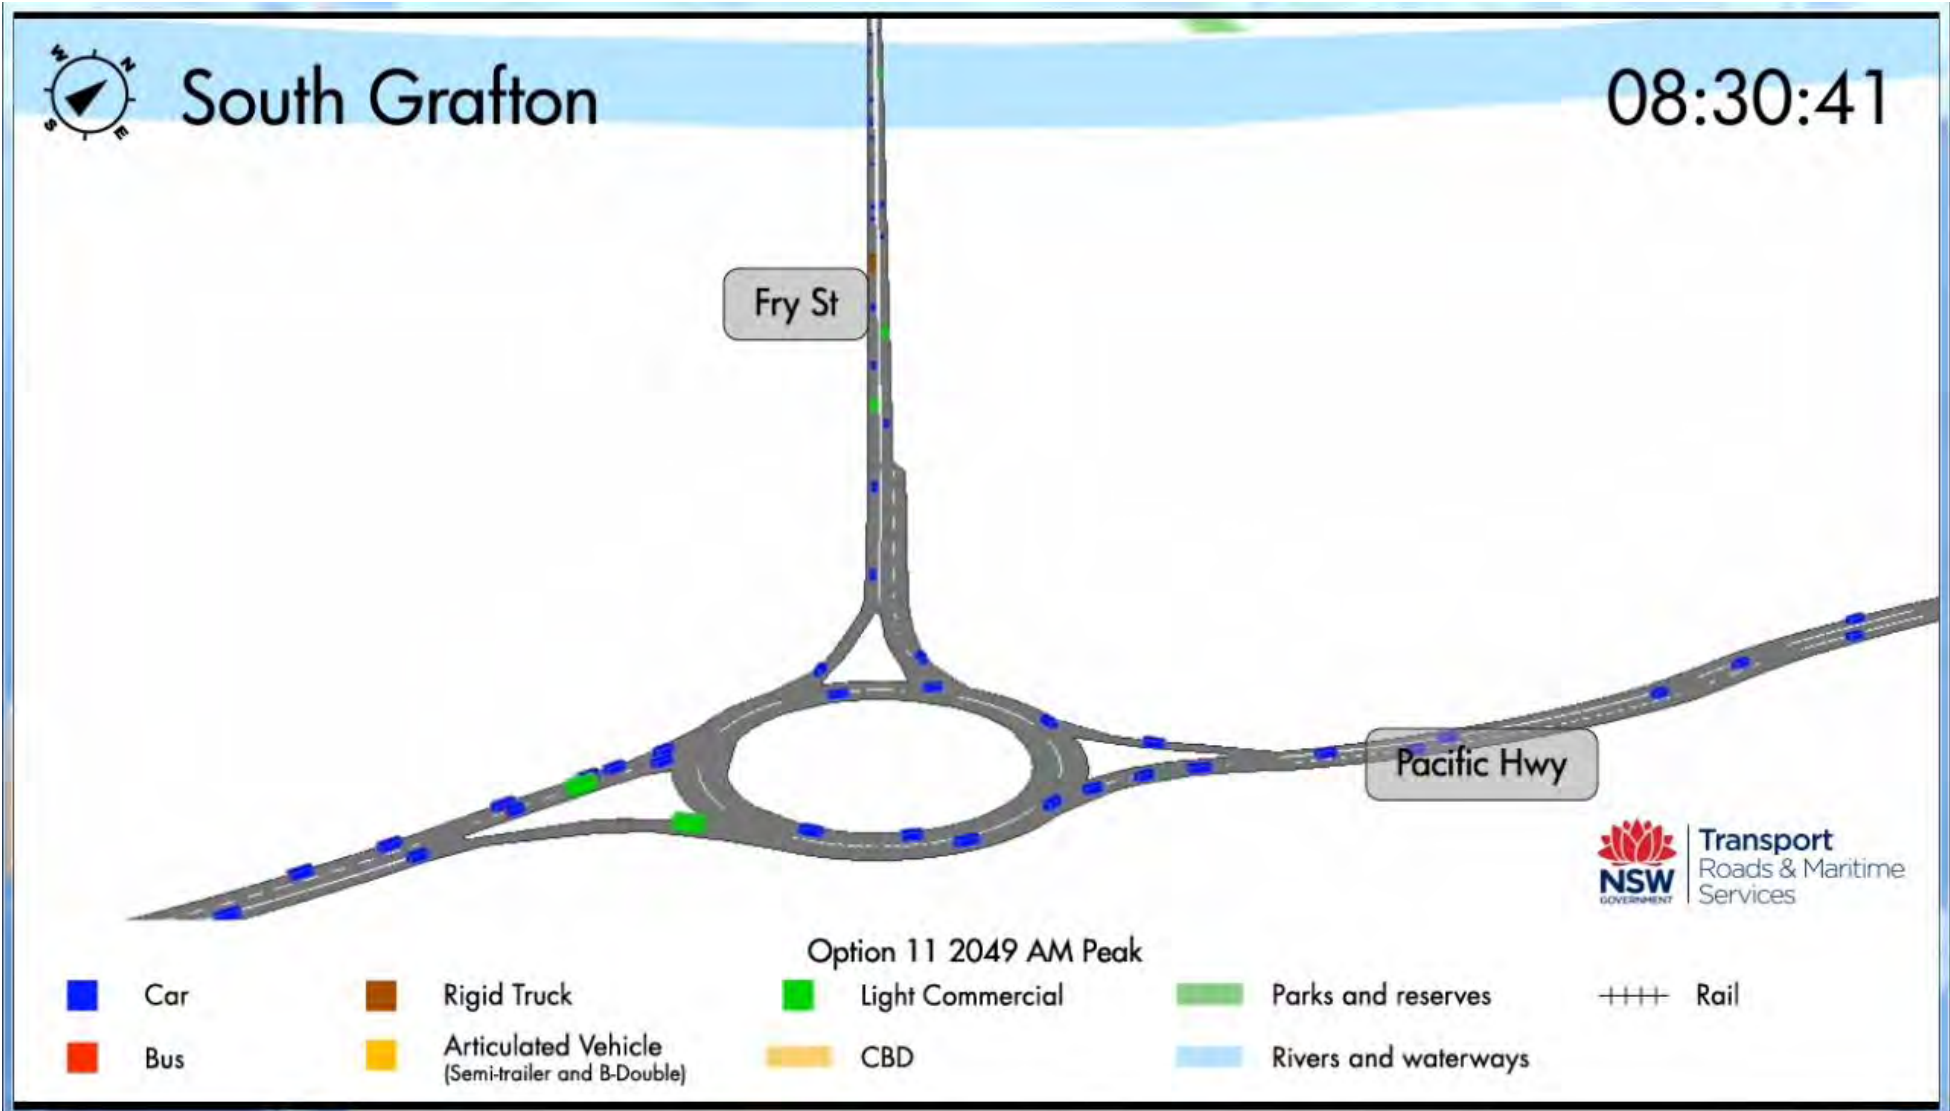 W
N
S
E
South Grafton
08:30:41
Fry St
Pacific Hwy
NSW
GOVERNMENT
Transport
Roads & Maritime
Services
Option 11 2049 AM Peak
Car
Rigid Truck
Light Commercial
Parks and reserves
Rail
Bus
Articulated Vehicle
(Semi-trailer and B-Double)
CBD
Rivers and waterways